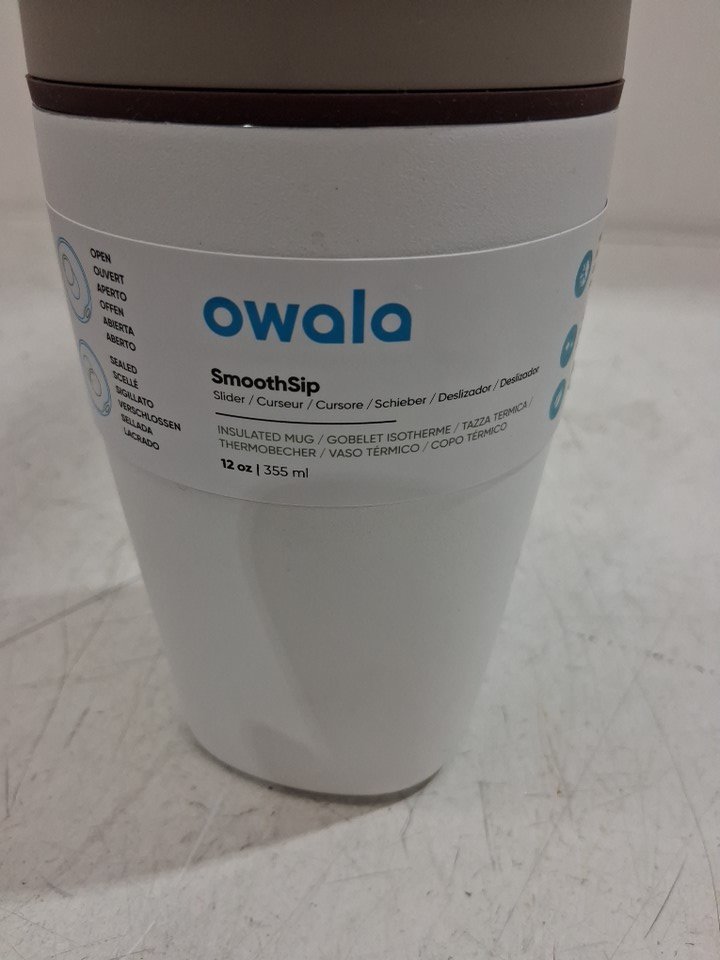 OPEN
OUVERT
APERTO
OFFEN
ABIERTA
ABERTO
SEALED
SCELLÉ
SIGILLATO
VERSCHLOSSEN
SELLADA
LACRADO
owala
SmoothSip
Slider / Curseur / Cursore / Schieber / Deslizador / Deslizador
INSULATED MUG / GOBELET ISOTHERME / TAZZA TERMICA /
THERMOBECHER / VASO TÉRMICO / COPO TÉRMICO
12 oz | 355 ml